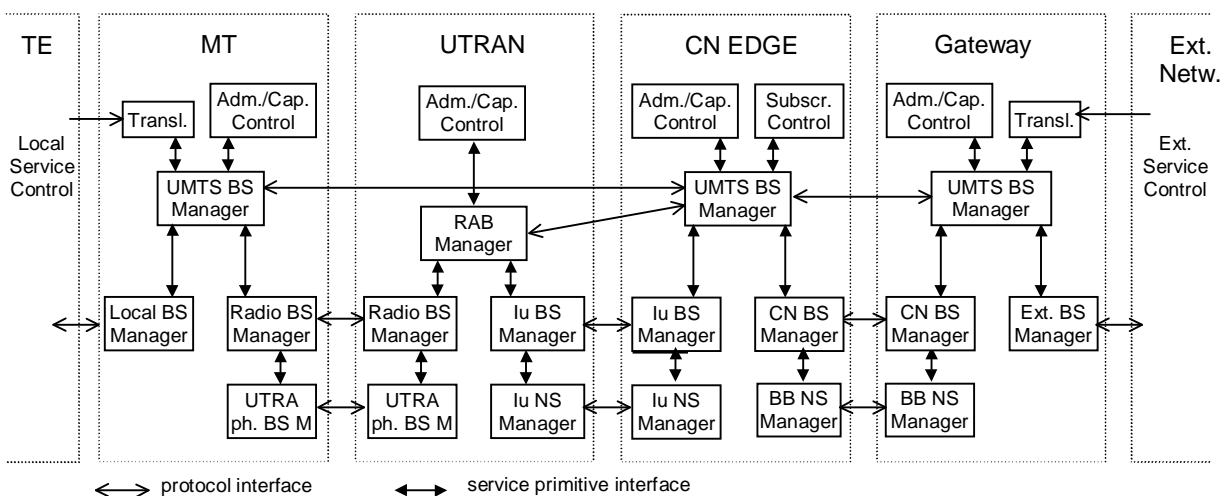 TE
MT
UTRAN
CN EDGE
Gateway
Ext.
Netw.
Local
Service
Control
Transl.
Adm./Cap.
Control
UMTS BS
Manager
Local BS
Manager
Radio BS
Manager
UTRA
ph. BS M
Adm./Cap.
Control
RAB
Manager
Radio BS
Manager
Iu BS
Manager
UTRA
ph. BS M
Iu NS
Manager
Adm./Cap.
Control
Subscr.
Control
UMTS BS
Manager
Iu BS
Manager
CN BS
Manager
Iu NS
Manager
BB NS
Manager
Adm./Cap.
Control
Transl.
UMTS BS
Manager
CN BS
Manager
Ext. BS
Manager
BB NS
Manager
Ext.
Service
Control
protocol interface
service primitive interface